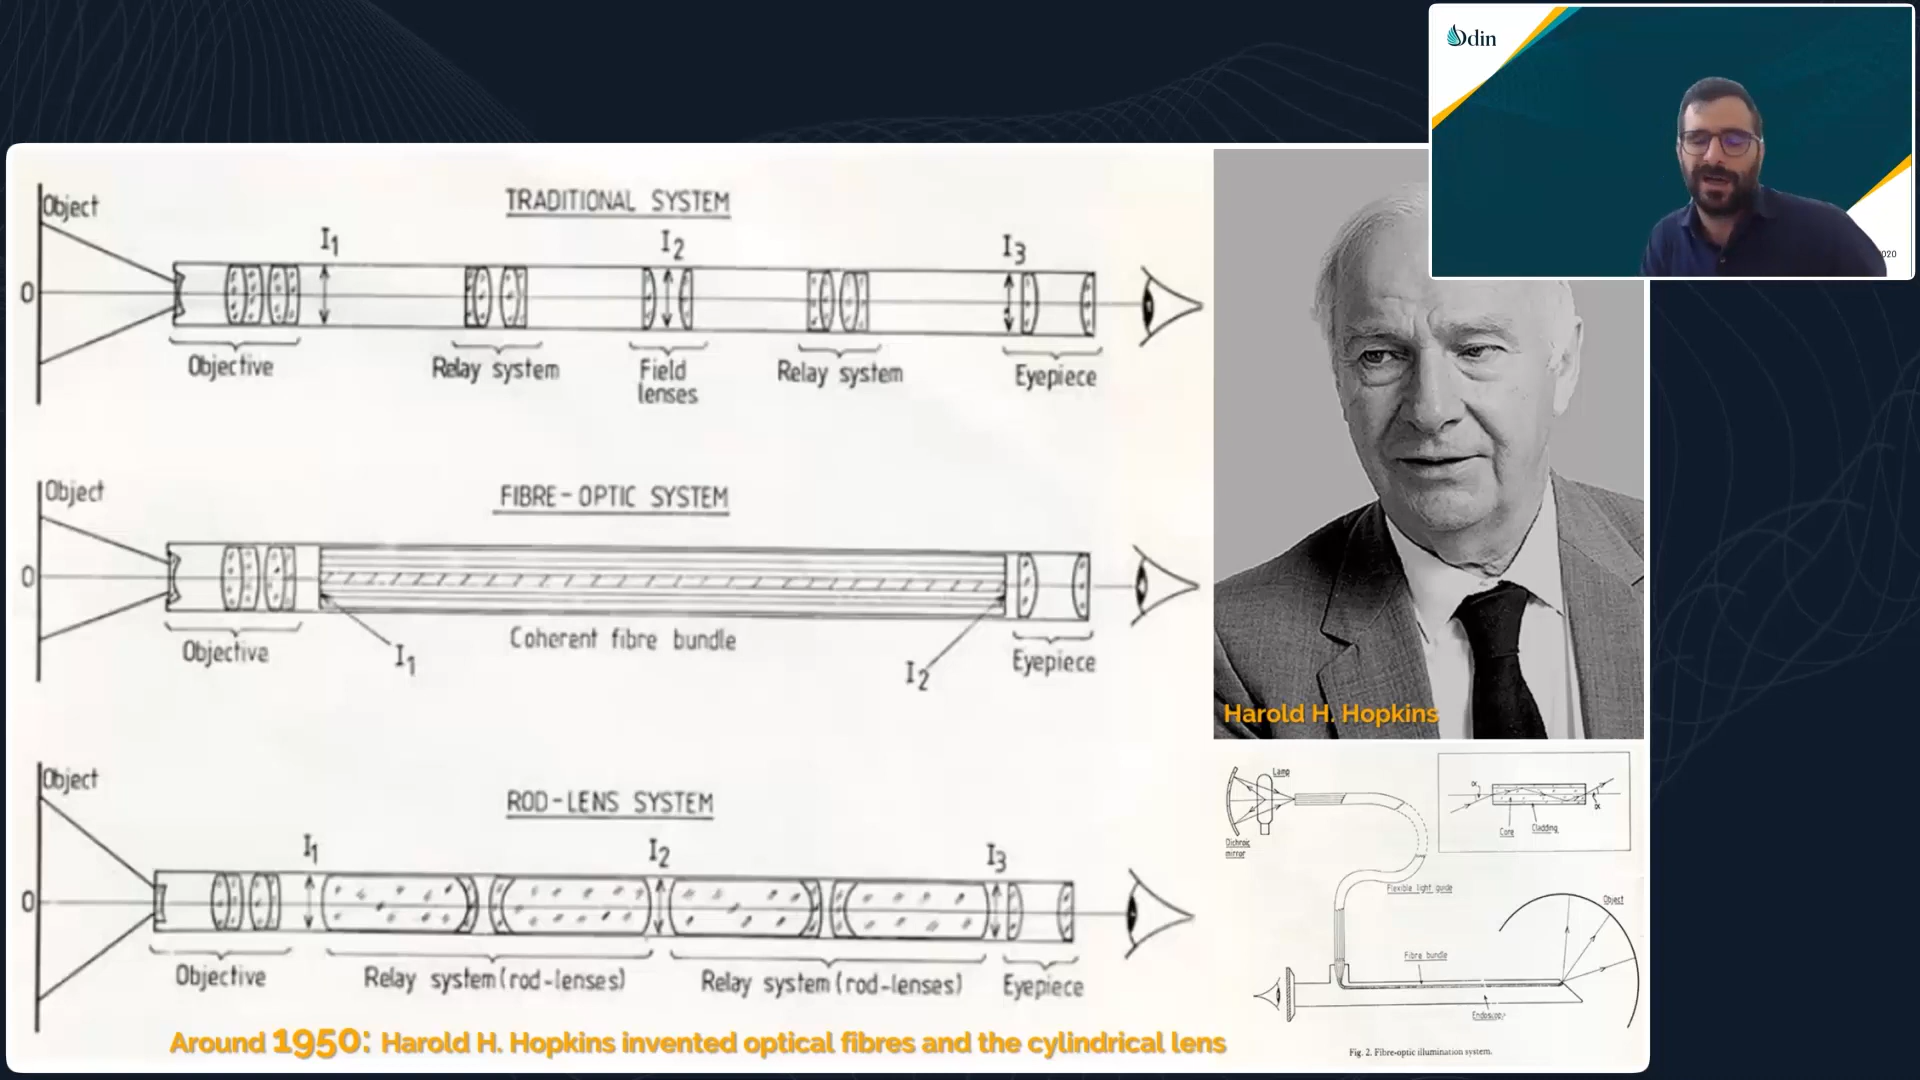 Odin
020
TRADITIONAL SYSTEM
Object
I1
I2
I3
O
Objective
Relay system
Field
lenses
Relay system
Eyepiece
FIBRE-OPTIC SYSTEM
Object
O
Objective
I1
Coherent fibre bundle
I2
Eyepiece
ROD-LENS SYSTEM
Object
I1
I2
I3
O
Objective
Relay system (rod-lenses)
Relay system (rod-lenses)
Eyepiece
Around 1950: Harold H. Hopkins invented optical fibres and the cylindrical lens
Harold H. Hopkins
Lamp
Dichroic
mirror
α
α
Core
Cladding
Flexible light guide
Object
Fibre bundle
Endoscope
Fig. 2. Fibre-optic illumination system.